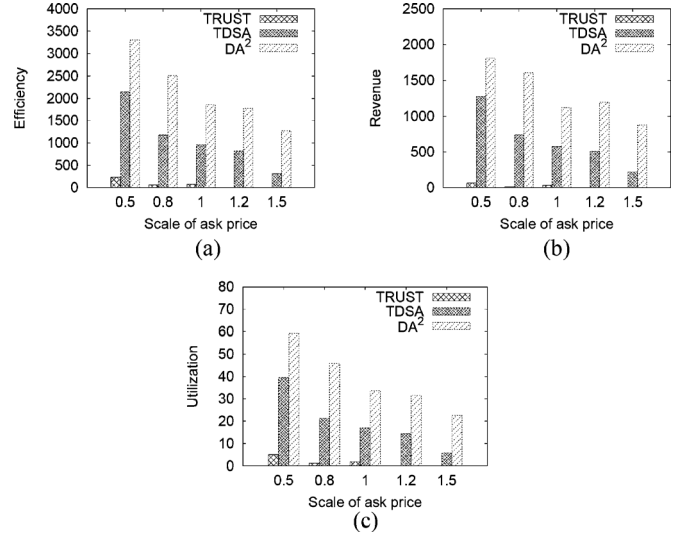 4000
3500
3000
2500
2000
1500
1000
500
0
Efficiency
TRUST
TDSA
DA²
0.5 0.8 1 1.2 1.5
Scale of ask price
(a)
2500
2000
1500
1000
500
0
Revenue
TRUST
TDSA
DA²
0.5 0.8 1 1.2 1.5
Scale of ask price
(b)
80
70
60
50
40
30
20
10
0
Utilization
TRUST
TDSA
DA²
0.5 0.8 1 1.2 1.5
Scale of ask price
(c)